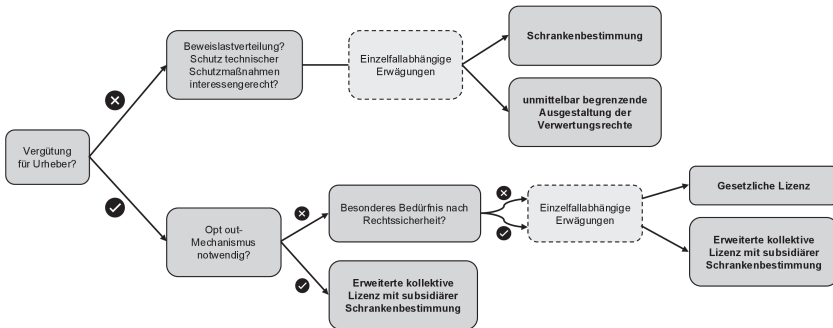 Vergütung
für Urheber?
Beweislastverteilung?
Schutz technischer
Schutzmaßnahmen
interessengerecht?
Einzelfallabhängige
Erwägungen
Schrankenbestimmung
unmittelbar begrenzende
Ausgestaltung der
Verwertungsrechte
Opt out-
Mechanismus
notwendig?
Besonderes Bedürfnis nach
Rechtssicherheit?
Erweiterte kollektive
Lizenz mit subsidiärer
Schrankenbestimmung
Einzelfallabhängige
Erwägungen
Gesetzliche Lizenz
Erweiterte kollektive
Lizenz mit subsidiärer
Schrankenbestimmung